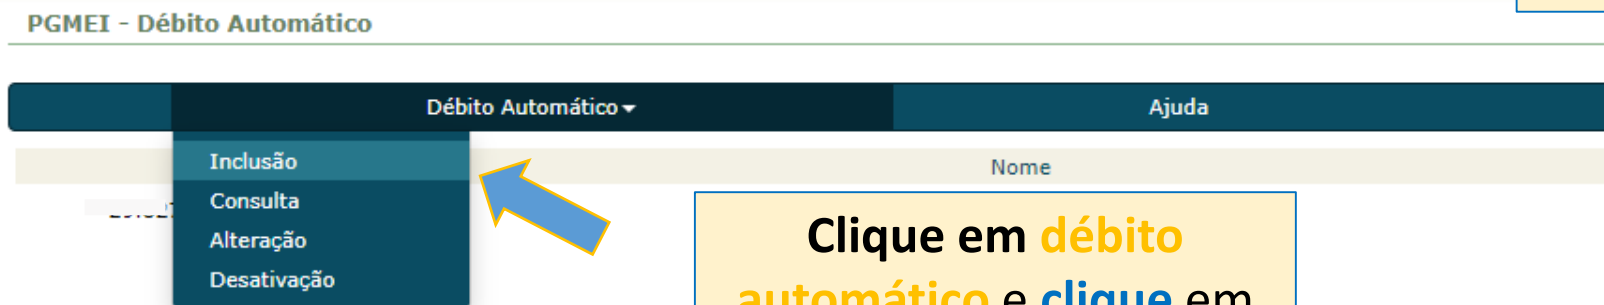 PGMEI - Débito Automático
Débito Automático Ajuda
Inclusão
Nome
Consulta
Alteração
Desativação
Clique em débito
automático e clique em